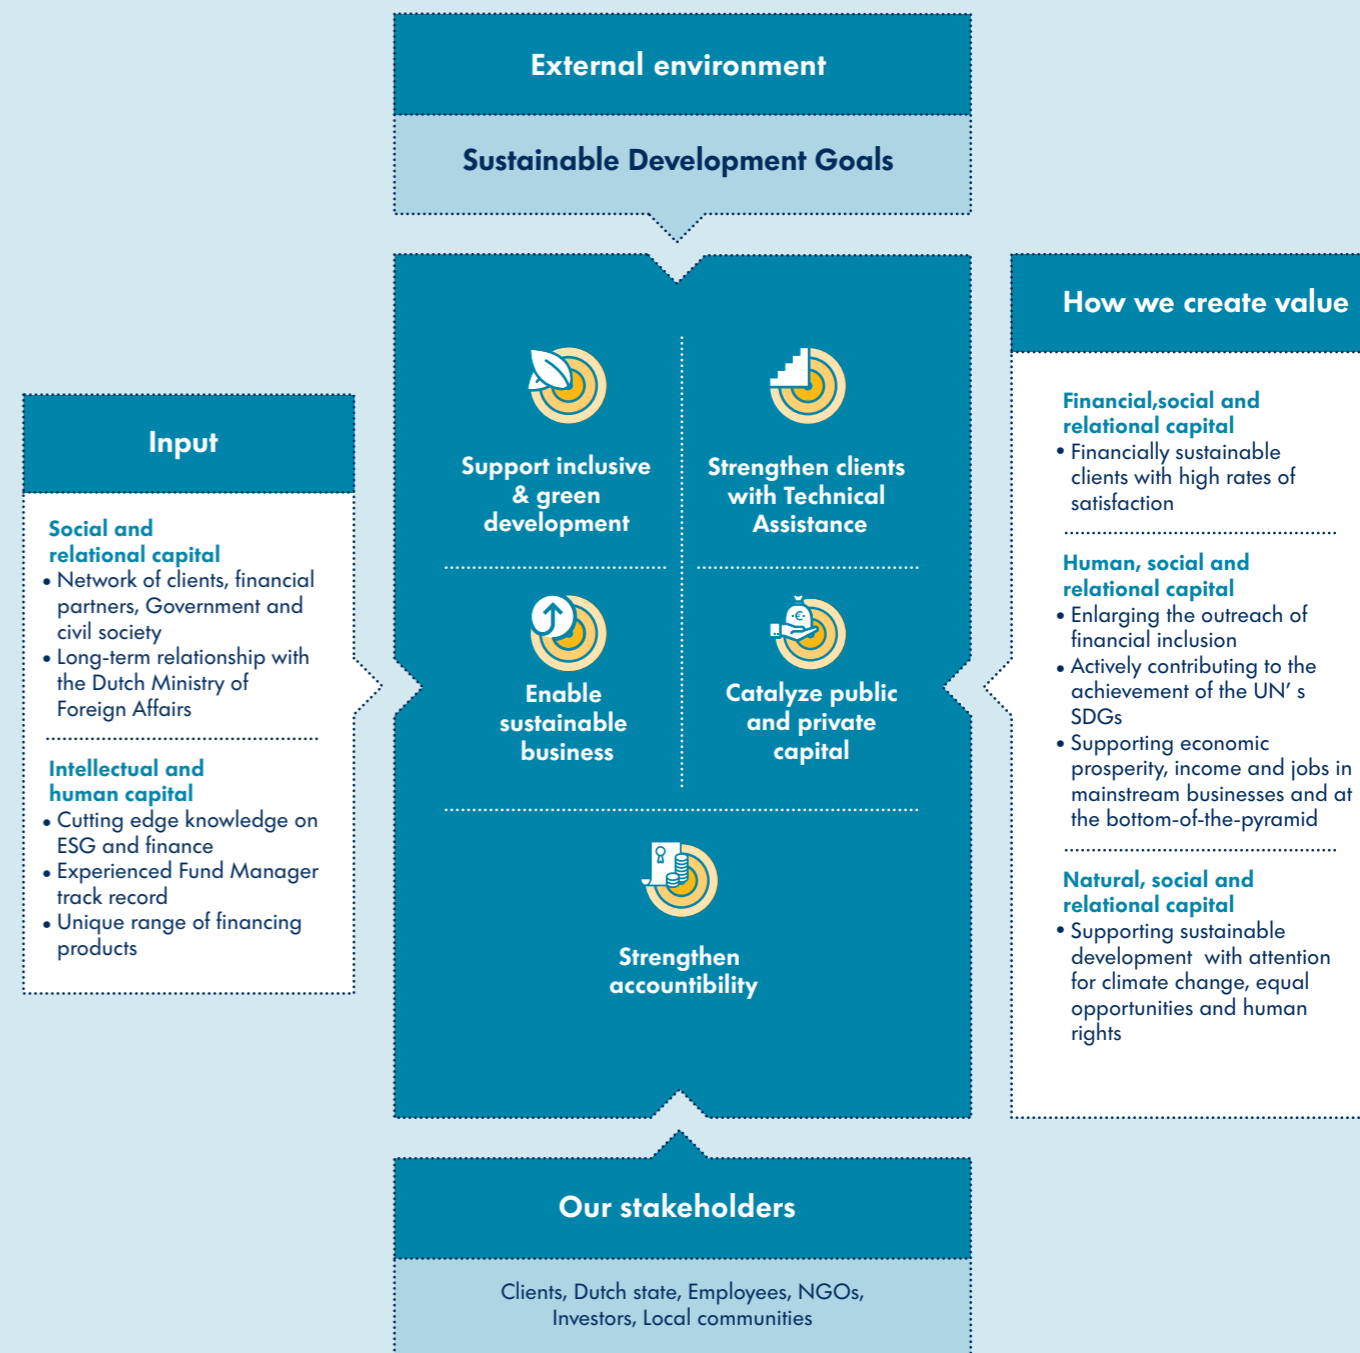 External environment
Sustainable Development Goals
Input
Social and
relational capital
• Network of clients, financial
partners, Government and
civil society
• Long-term relationship with
the Dutch Ministry of
Foreign Affairs
Intellectual and
human capital
• Cutting edge knowledge on
ESG and finance
• Experienced Fund Manager
track record
• Unique range of financing
products
Support inclusive
& green
development
Strengthen clients
with Technical
Assistance
Enable
sustainable
business
Catalyze public
and private
capital
€
Strengthen
accountibility
How we create value
Financial,social and
relational capital
• Financially sustainable
clients with high rates of
satisfaction
Human, social and
relational capital
• Enlarging the outreach of
financial inclusion
• Actively contributing to the
achievement of the UN’ s
SDGs
• Supporting economic
prosperity, income and jobs in
mainstream businesses and at
the bottom-of-the-pyramid
Natural, social and
relational capital
• Supporting sustainable
development  with attention
for climate change, equal
opportunities and human
rights
Our stakeholders
Clients, Dutch state, Employees, NGOs,
Investors, Local communities